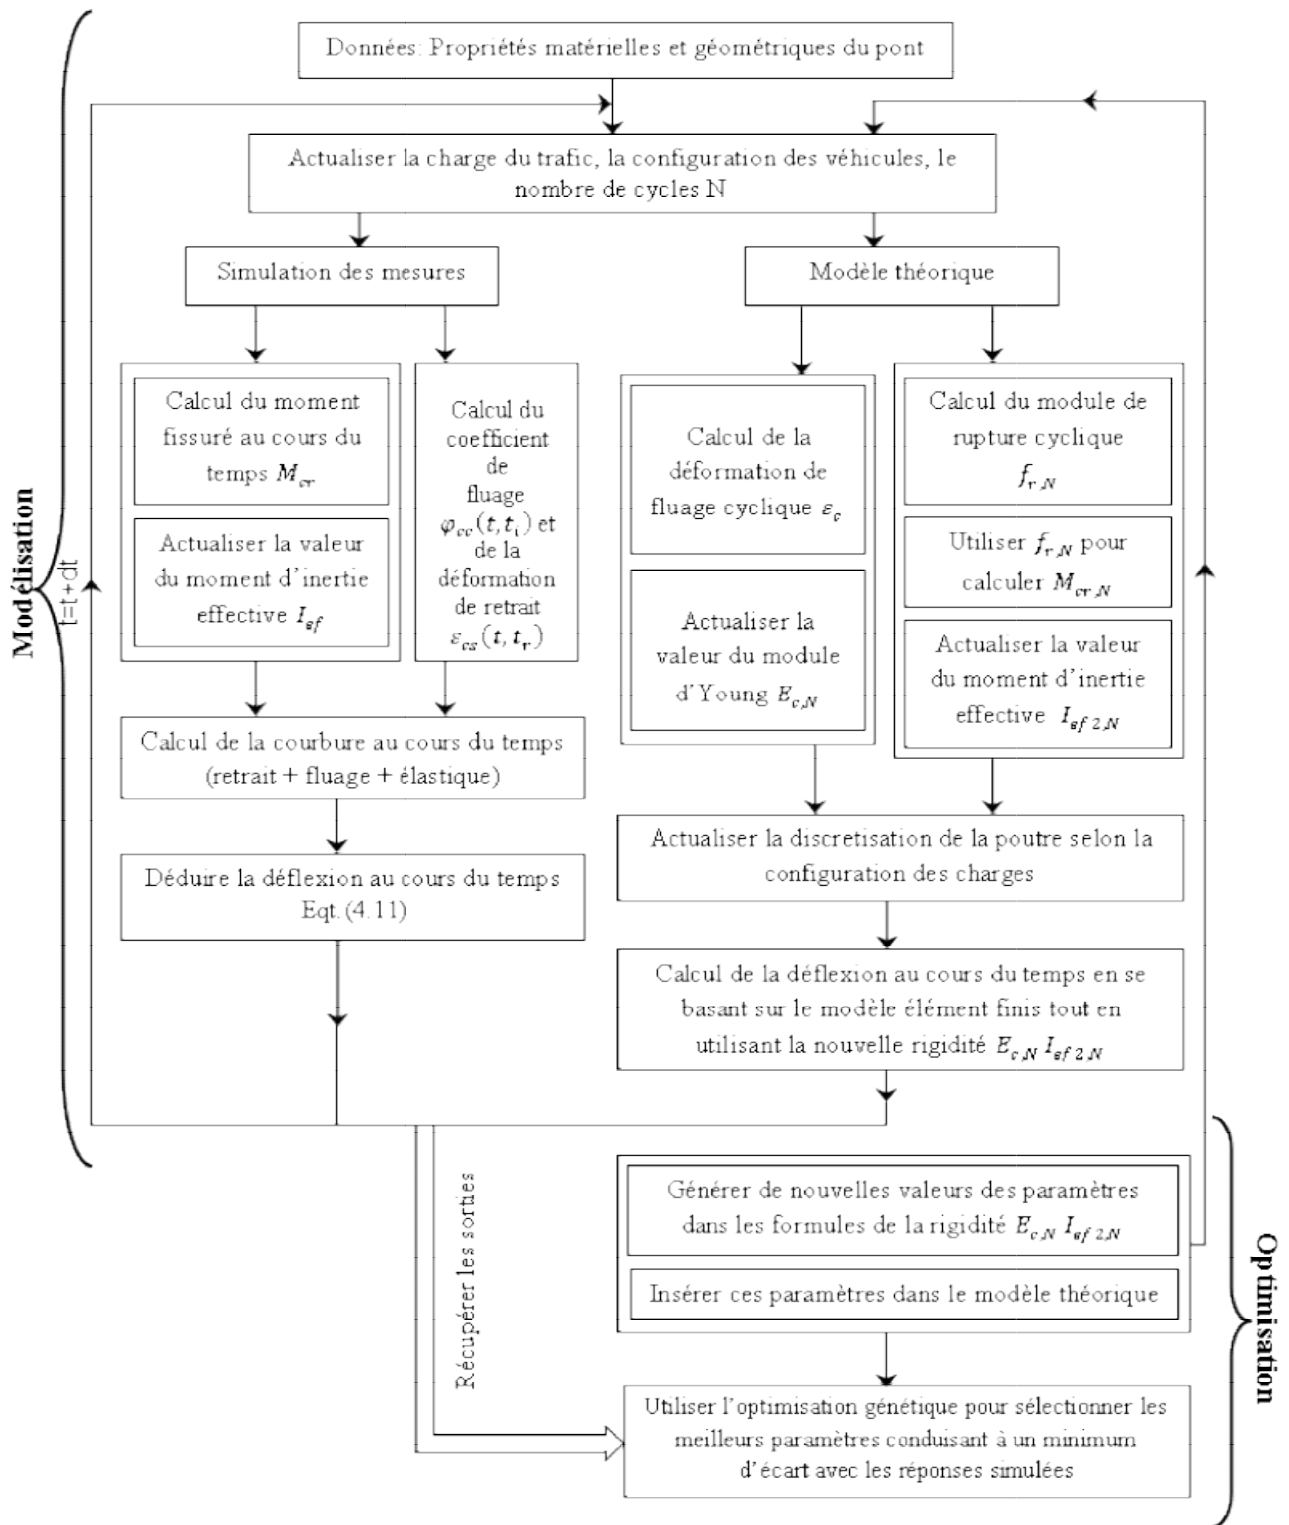 Données: Propriétés matérielles et géométriques du pont
Actualiser la charge du trafic, la configuration des véhicules, le
nombre de cycles N
Simulation des mesures
Modèle théorique
Calcul du moment
fissuré au cours du
temps M_cr
Actualiser la valeur
du moment d'inertie
effective I_ef
Calcul du
coefficient
de
fluage
φ_cc(t,t_i) et
de la
déformation
de retrait
ε_cs(t,t_r)
Calcul de la
déformation de
fluage cyclique ε_c
Actualiser la
valeur du module
d'Young E_c,N
Calcul du module de
rupture cyclique
f_r,N
Utiliser f_r,N pour
calculer M_cr,N
Actualiser la valeur
du moment d'inertie
effective I_ef2,N
Modélisation
t=t+dt
Calcul de la courbure au cours du temps
(retrait + fluage + élastique)
Déduire la déflexion au cours du temps
Eqt.(4.11)
Actualiser la discretisation de la poutre selon la
configuration des charges
Calcul de la déflexion au cours du temps en se
basant sur le modèle élément finis tout en
utilisant la nouvelle rigidité E_c,N I_ef2,N
Récupérer les sorties
Générer de nouvelles valeurs des paramètres
dans les formules de la rigidité E_c,N I_ef2,N
Insérer ces paramètres dans le modèle théorique
Utiliser l'optimisation génétique pour sélectionner les
meilleurs paramètres conduisant à un minimum
d'écart avec les réponses simulées
Optimisation